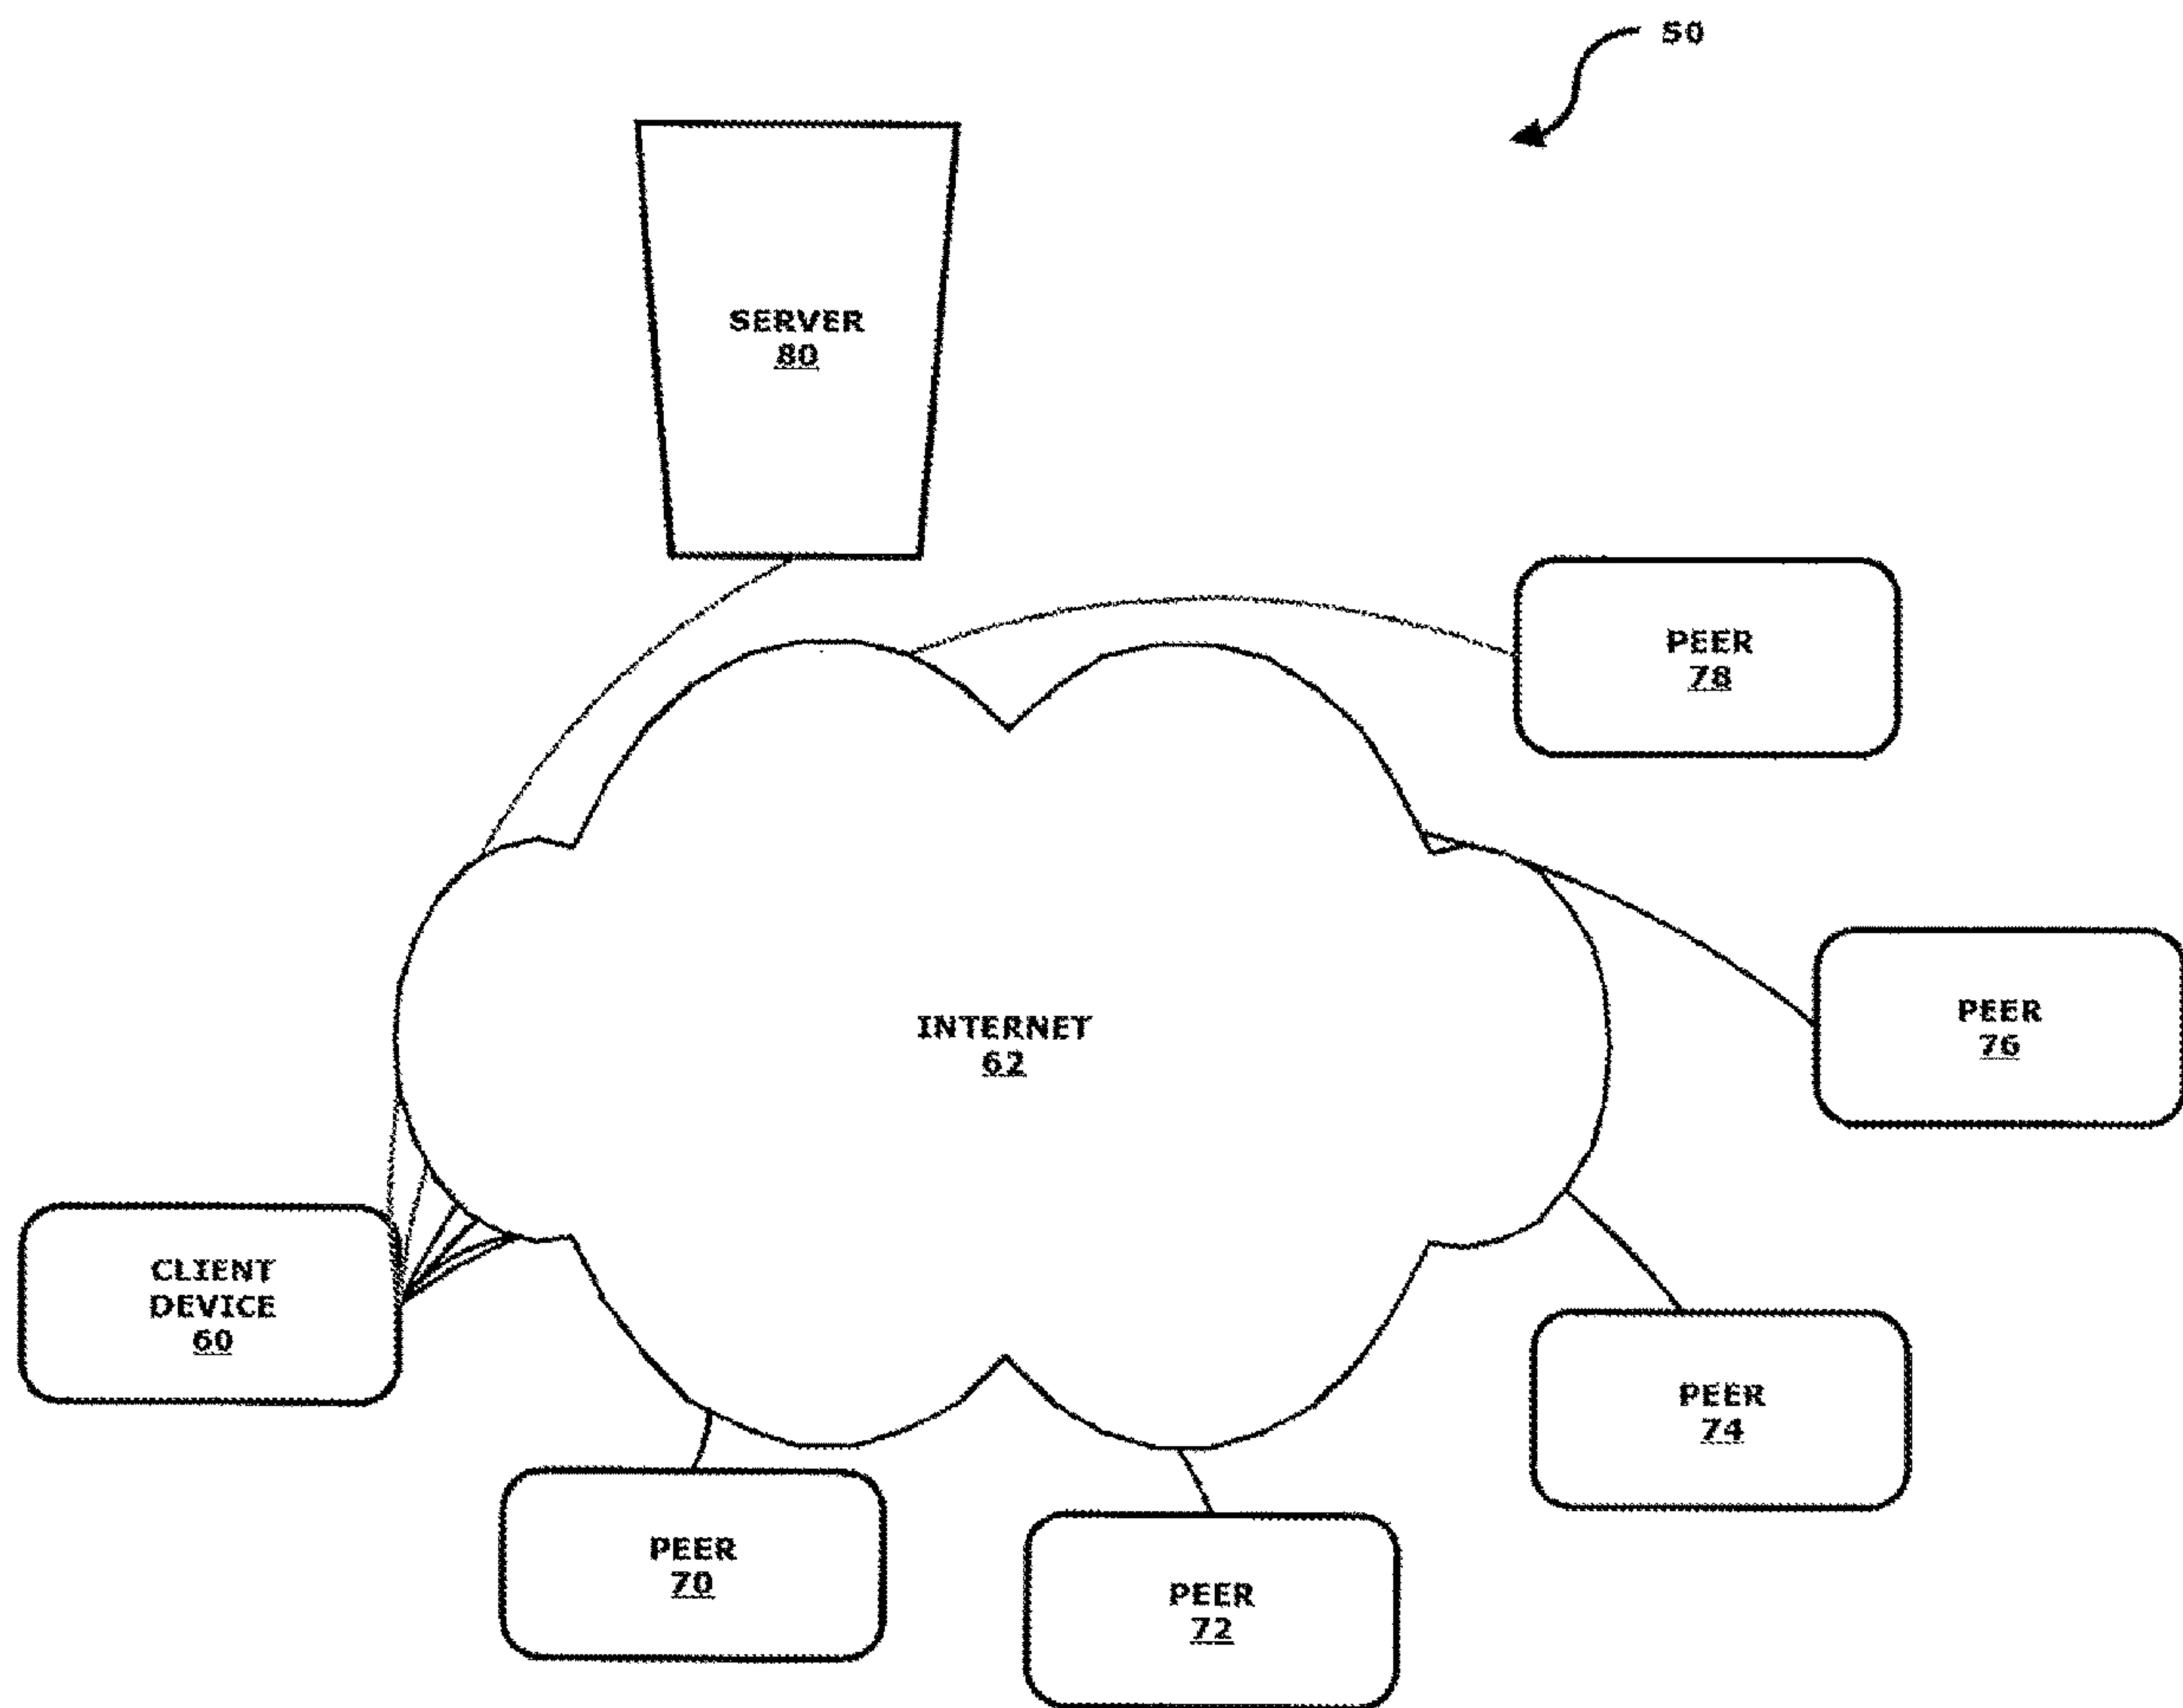 50
SERVER
80
PEER
78
PEER
76
INTERNET
62
CLIENT
DEVICE
60
PEER
74
PEER
70
PEER
72